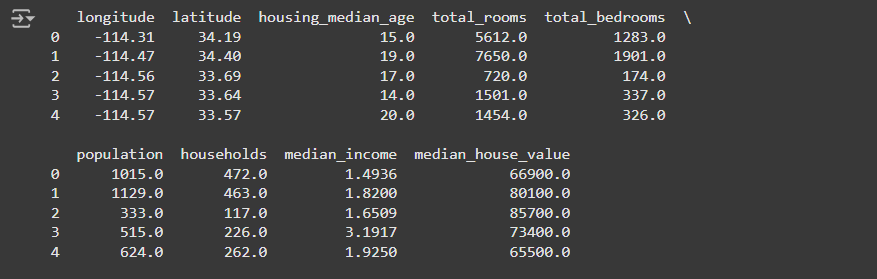 longitude latitude housing_median_age total_rooms total_bedrooms \
0 -114.31 34.19 15.0 5612.0 1283.0
1 -114.47 34.40 19.0 7650.0 1901.0
2 -114.56 33.69 17.0 720.0 174.0
3 -114.57 33.64 14.0 1501.0 337.0
4 -114.57 33.57 20.0 1454.0 326.0
population households median_income median_house_value
0 1015.0 472.0 1.4936 66900.0
1 1129.0 463.0 1.8200 80100.0
2 333.0 117.0 1.6509 85700.0
3 515.0 226.0 3.1917 73400.0
4 624.0 262.0 1.9250 65500.0